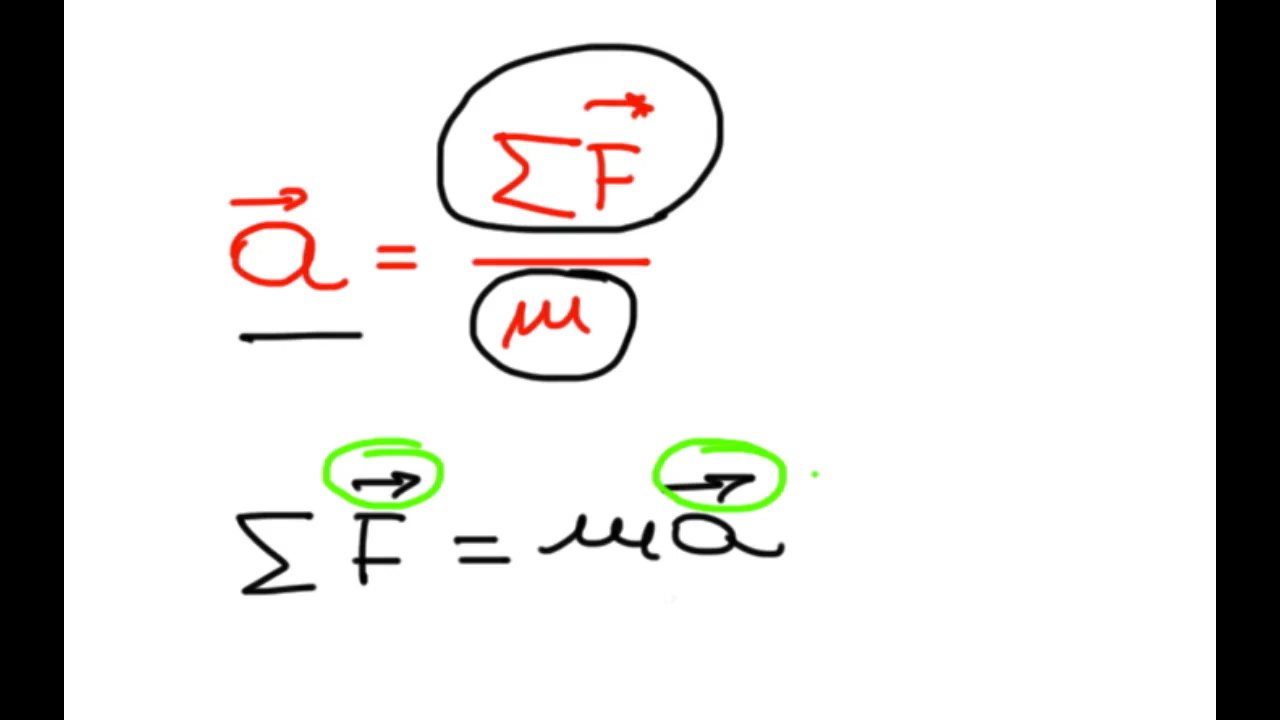 a⃗ = ΣF⃗ / m
ΣF⃗ = ma⃗